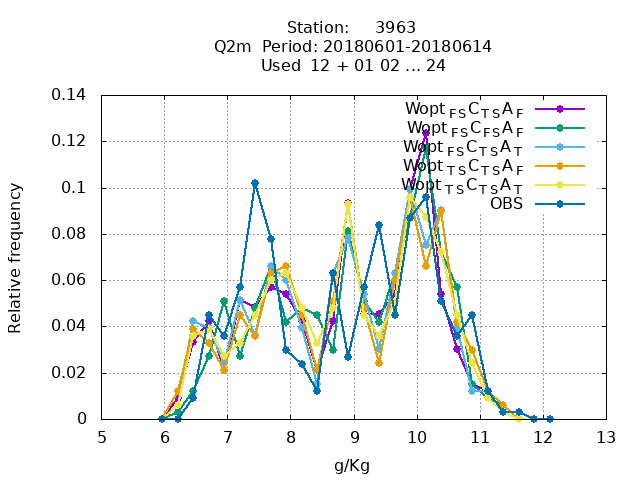 Station: 3963
Q2m Period: 20180601-20180614
Used 12 + 01 02 ... 24
Relative frequency
0.14
0.12
0.1
0.08
0.06
0.04
0.02
0
Wopt FS C TS A F
Wopt FS C FS A F
Wopt FS C TS A T
Wopt TS C TS A F
Wopt TS C TS A T
OBS
5 6 7 8 9 10 11 12 13
g/Kg